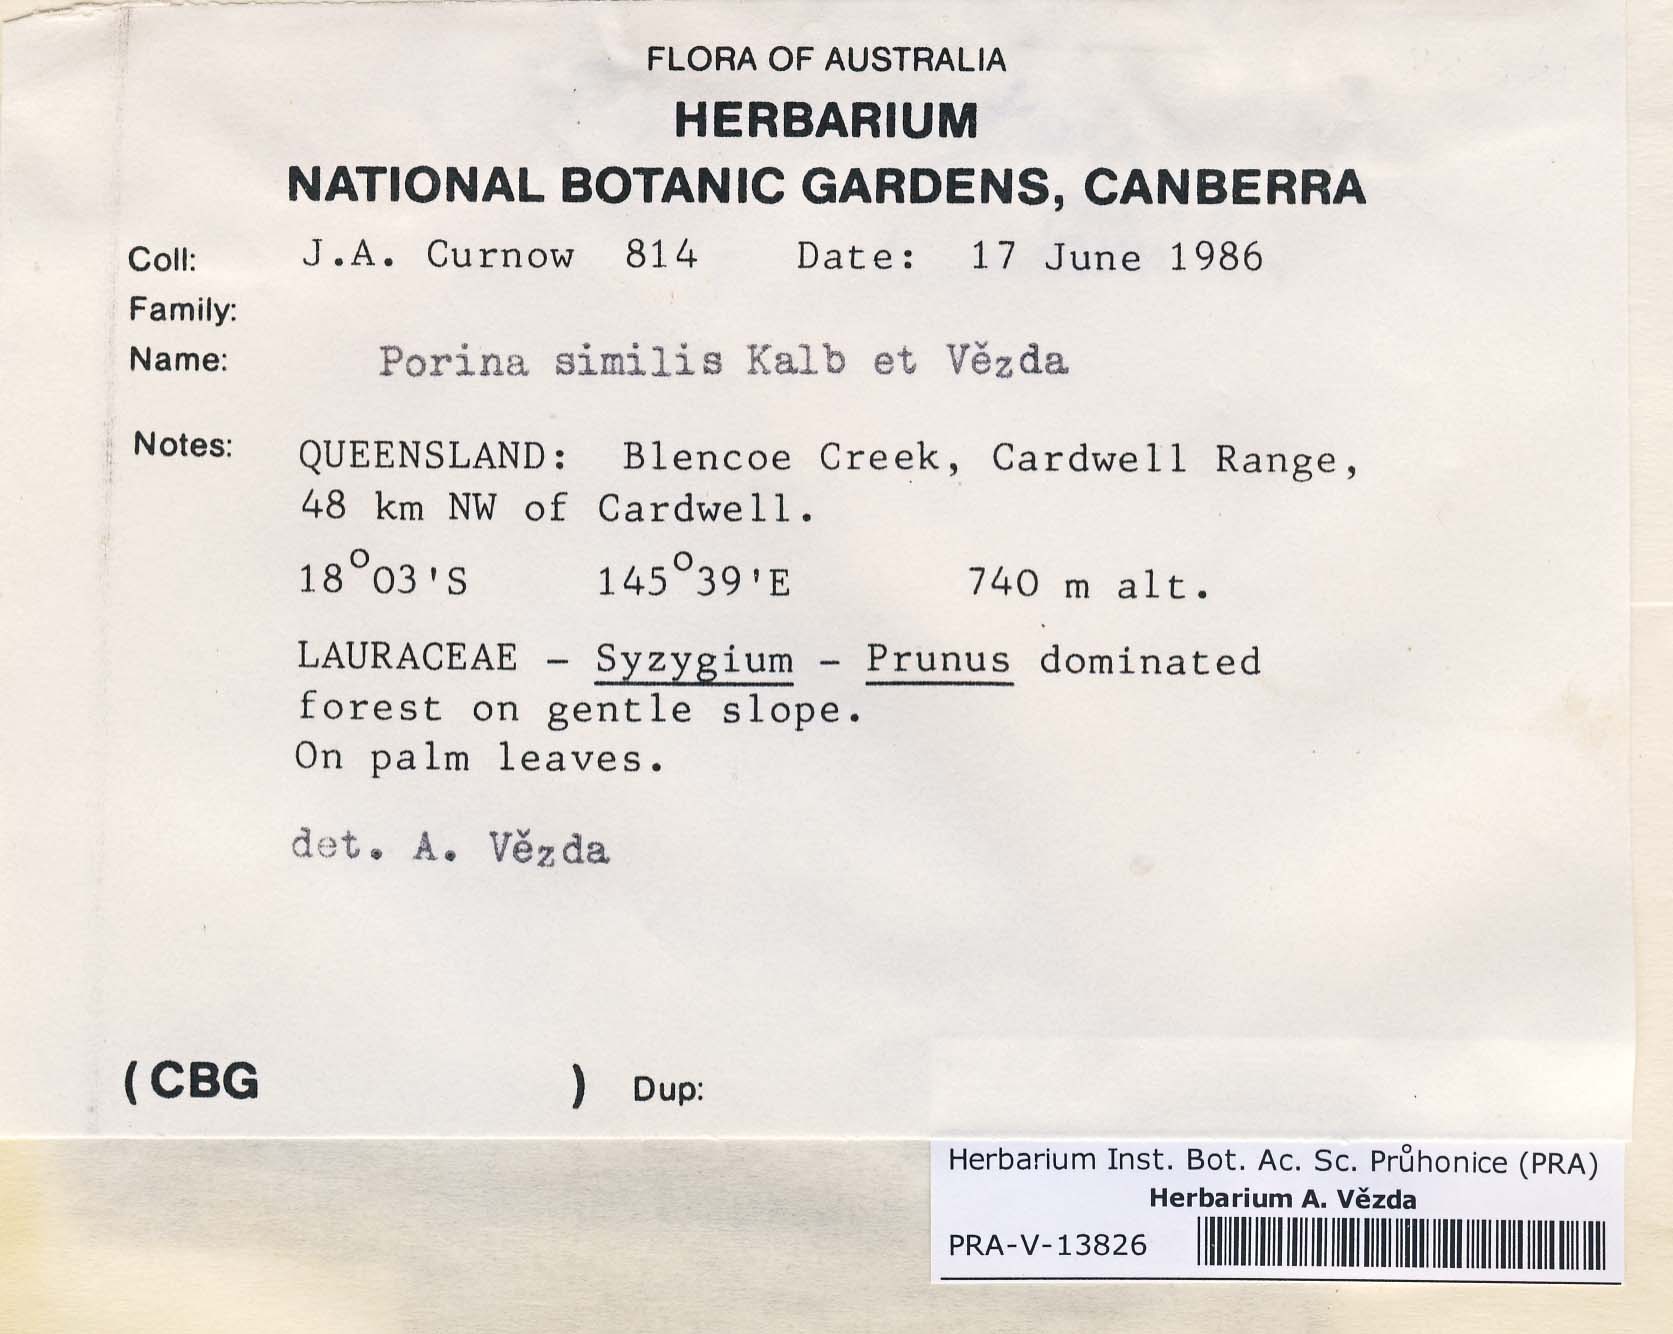 FLORA OF AUSTRALIA
HERBARIUM
NATIONAL BOTANIC GARDENS, CANBERRA
Coll: J.A. Curnow 814 Date: 17 June 1986
Family:
Name: Porina similis Kalb et Vězda
Notes: QUEENSLAND: Blencoe Creek, Cardwell Range,
48 km NW of Cardwell.
18°03'S 145°39'E 740 m alt.
LAURACEAE - Syzygium - Prunus dominated
forest on gentle slope.
On palm leaves.
det. A. Vězda
(CBG ) Dup:
Herbarium Inst. Bot. Ac. Sc. Průhonice (PRA)
Herbarium A. Vězda
PRA-V-13826